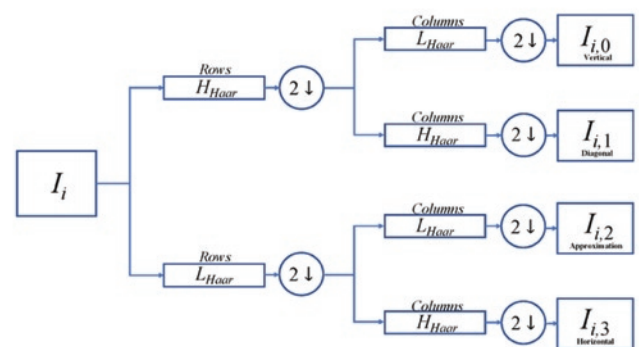 Columns
L_Haar
2↓
I_i,0
Vertical
Rows
H_Haar
2↓
Columns
H_Haar
2↓
I_i,1
Diagonal
I_i
Columns
L_Haar
2↓
I_i,2
Approximation
Rows
L_Haar
2↓
Columns
H_Haar
2↓
I_i,3
Horirontal